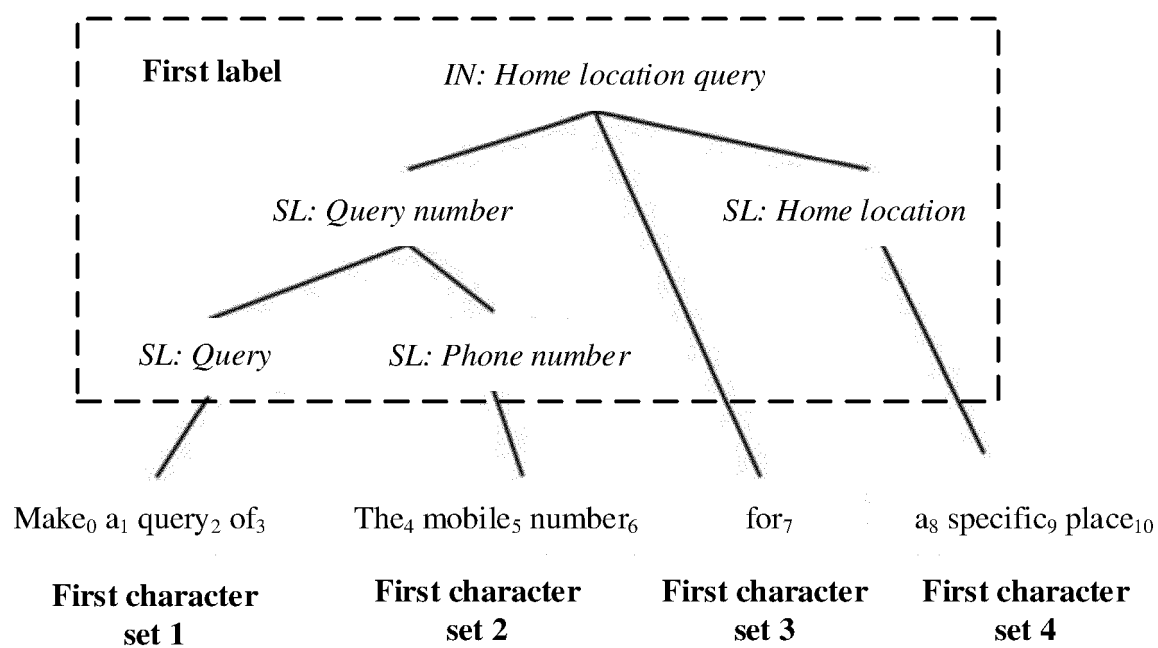 First label
IN: Home location query
SL: Query number
SL: Home location
SL: Query
SL: Phone number
Make₀ a₁ query₂ of₃
The₄ mobile₅ number₆
for₇
a₈ specific₉ place₁₀
First character
set 1
First character
set 2
First character
set 3
First character
set 4